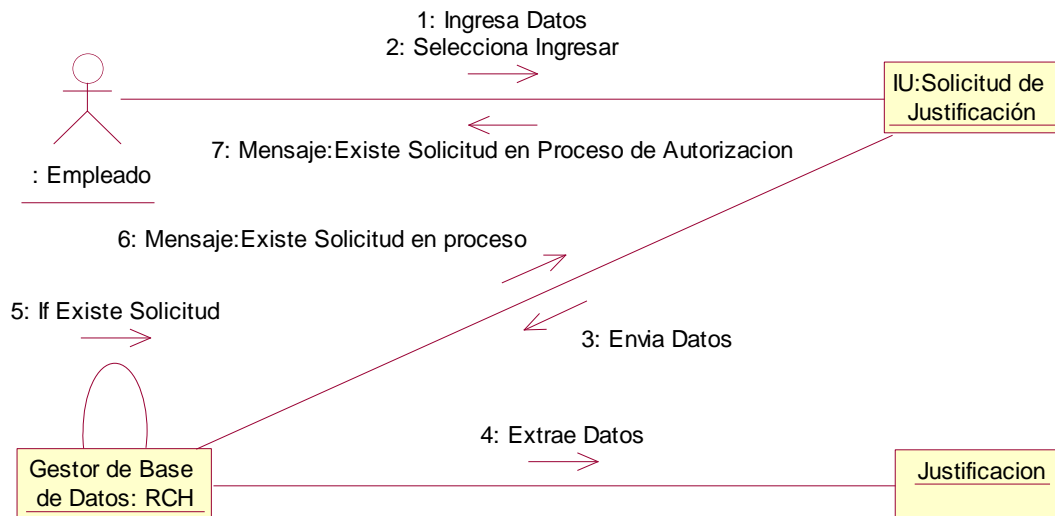 1: Ingresa Datos
2: Selecciona Ingresar
IU:Solicitud de
Justificación
7: Mensaje:Existe Solicitud en Proceso de Autorizacion
: Empleado
6: Mensaje:Existe Solicitud en proceso
5: If Existe Solicitud
3: Envia Datos
4: Extrae Datos
Gestor de Base
de Datos: RCH
Justificacion